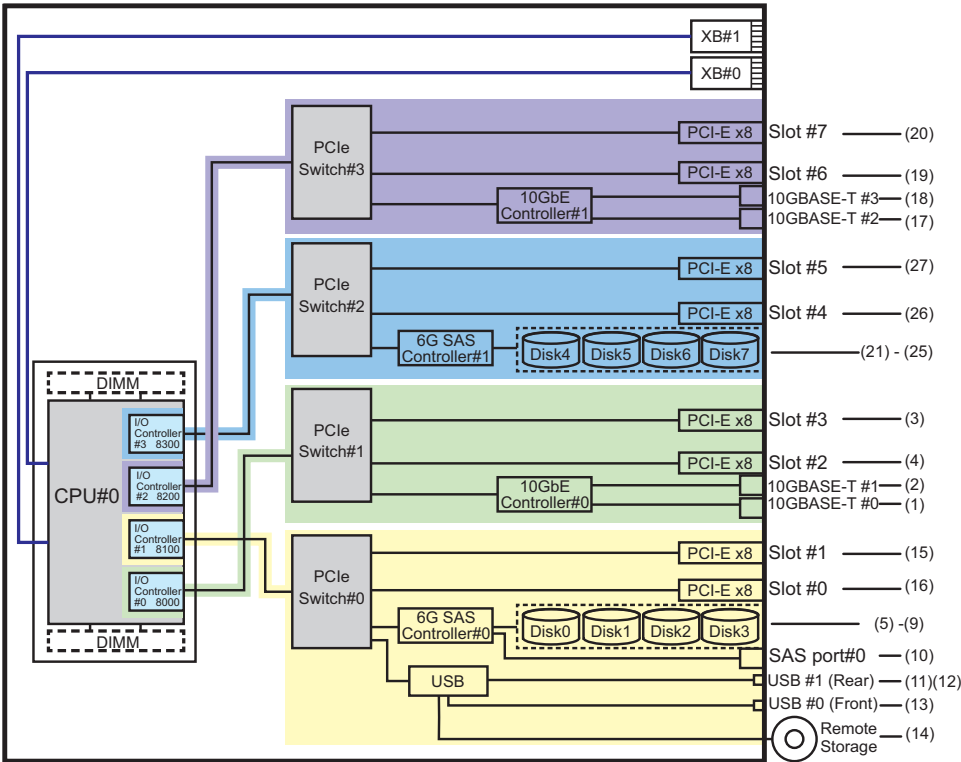 XB#1
XB#0
PCIe
Switch#3
PCI-E x8
Slot #7
(20)
PCI-E x8
Slot #6
(19)
10GbE
Controller#1
10GBASE-T #3
(18)
10GBASE-T #2
(17)
PCIe
Switch#2
PCI-E x8
Slot #5
(27)
PCI-E x8
Slot #4
(26)
6G SAS
Controller#1
Disk4
Disk5
Disk6
Disk7
(21) - (25)
PCIe
Switch#1
PCI-E x8
Slot #3
(3)
PCI-E x8
Slot #2
(4)
10GbE
Controller#0
10GBASE-T #1
(2)
10GBASE-T #0
(1)
DIMM
CPU#0
I/O
Controller
#3 8300
I/O
Controller
#2 8200
I/O
Controller
#1 8100
I/O
Controller
#0 8000
DIMM
PCIe
Switch#0
PCI-E x8
Slot #1
(15)
PCI-E x8
Slot #0
(16)
6G SAS
Controller#0
Disk0
Disk1
Disk2
Disk3
(5) -(9)
SAS port#0
(10)
USB
USB #1 (Rear)
(11)(12)
USB #0 (Front)
(13)
Remote
Storage
(14)